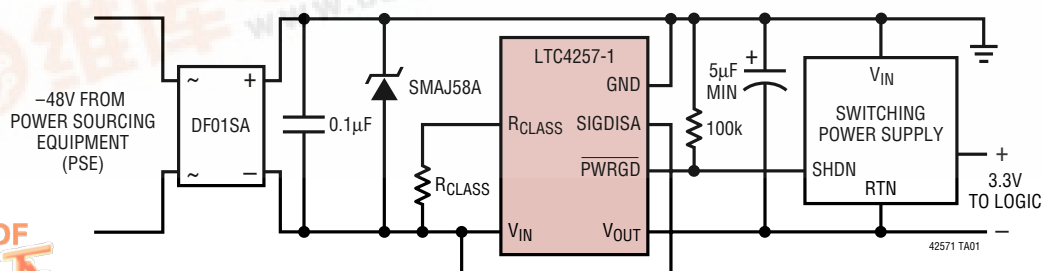 –48V FROM
POWER SOURCING
EQUIPMENT
(PSE)
~
+
DF01SA
~
–
0.1µF
SMAJ58A
RCLASS
LTC4257-1
GND
RCLASS
SIGDISA
PWRGD
VIN
VOUT
100k
5µF
MIN
+
VIN
SWITCHING
POWER SUPPLY
SHDN
RTN
+
3.3V
TO LOGIC
–
42571 TA01
DF